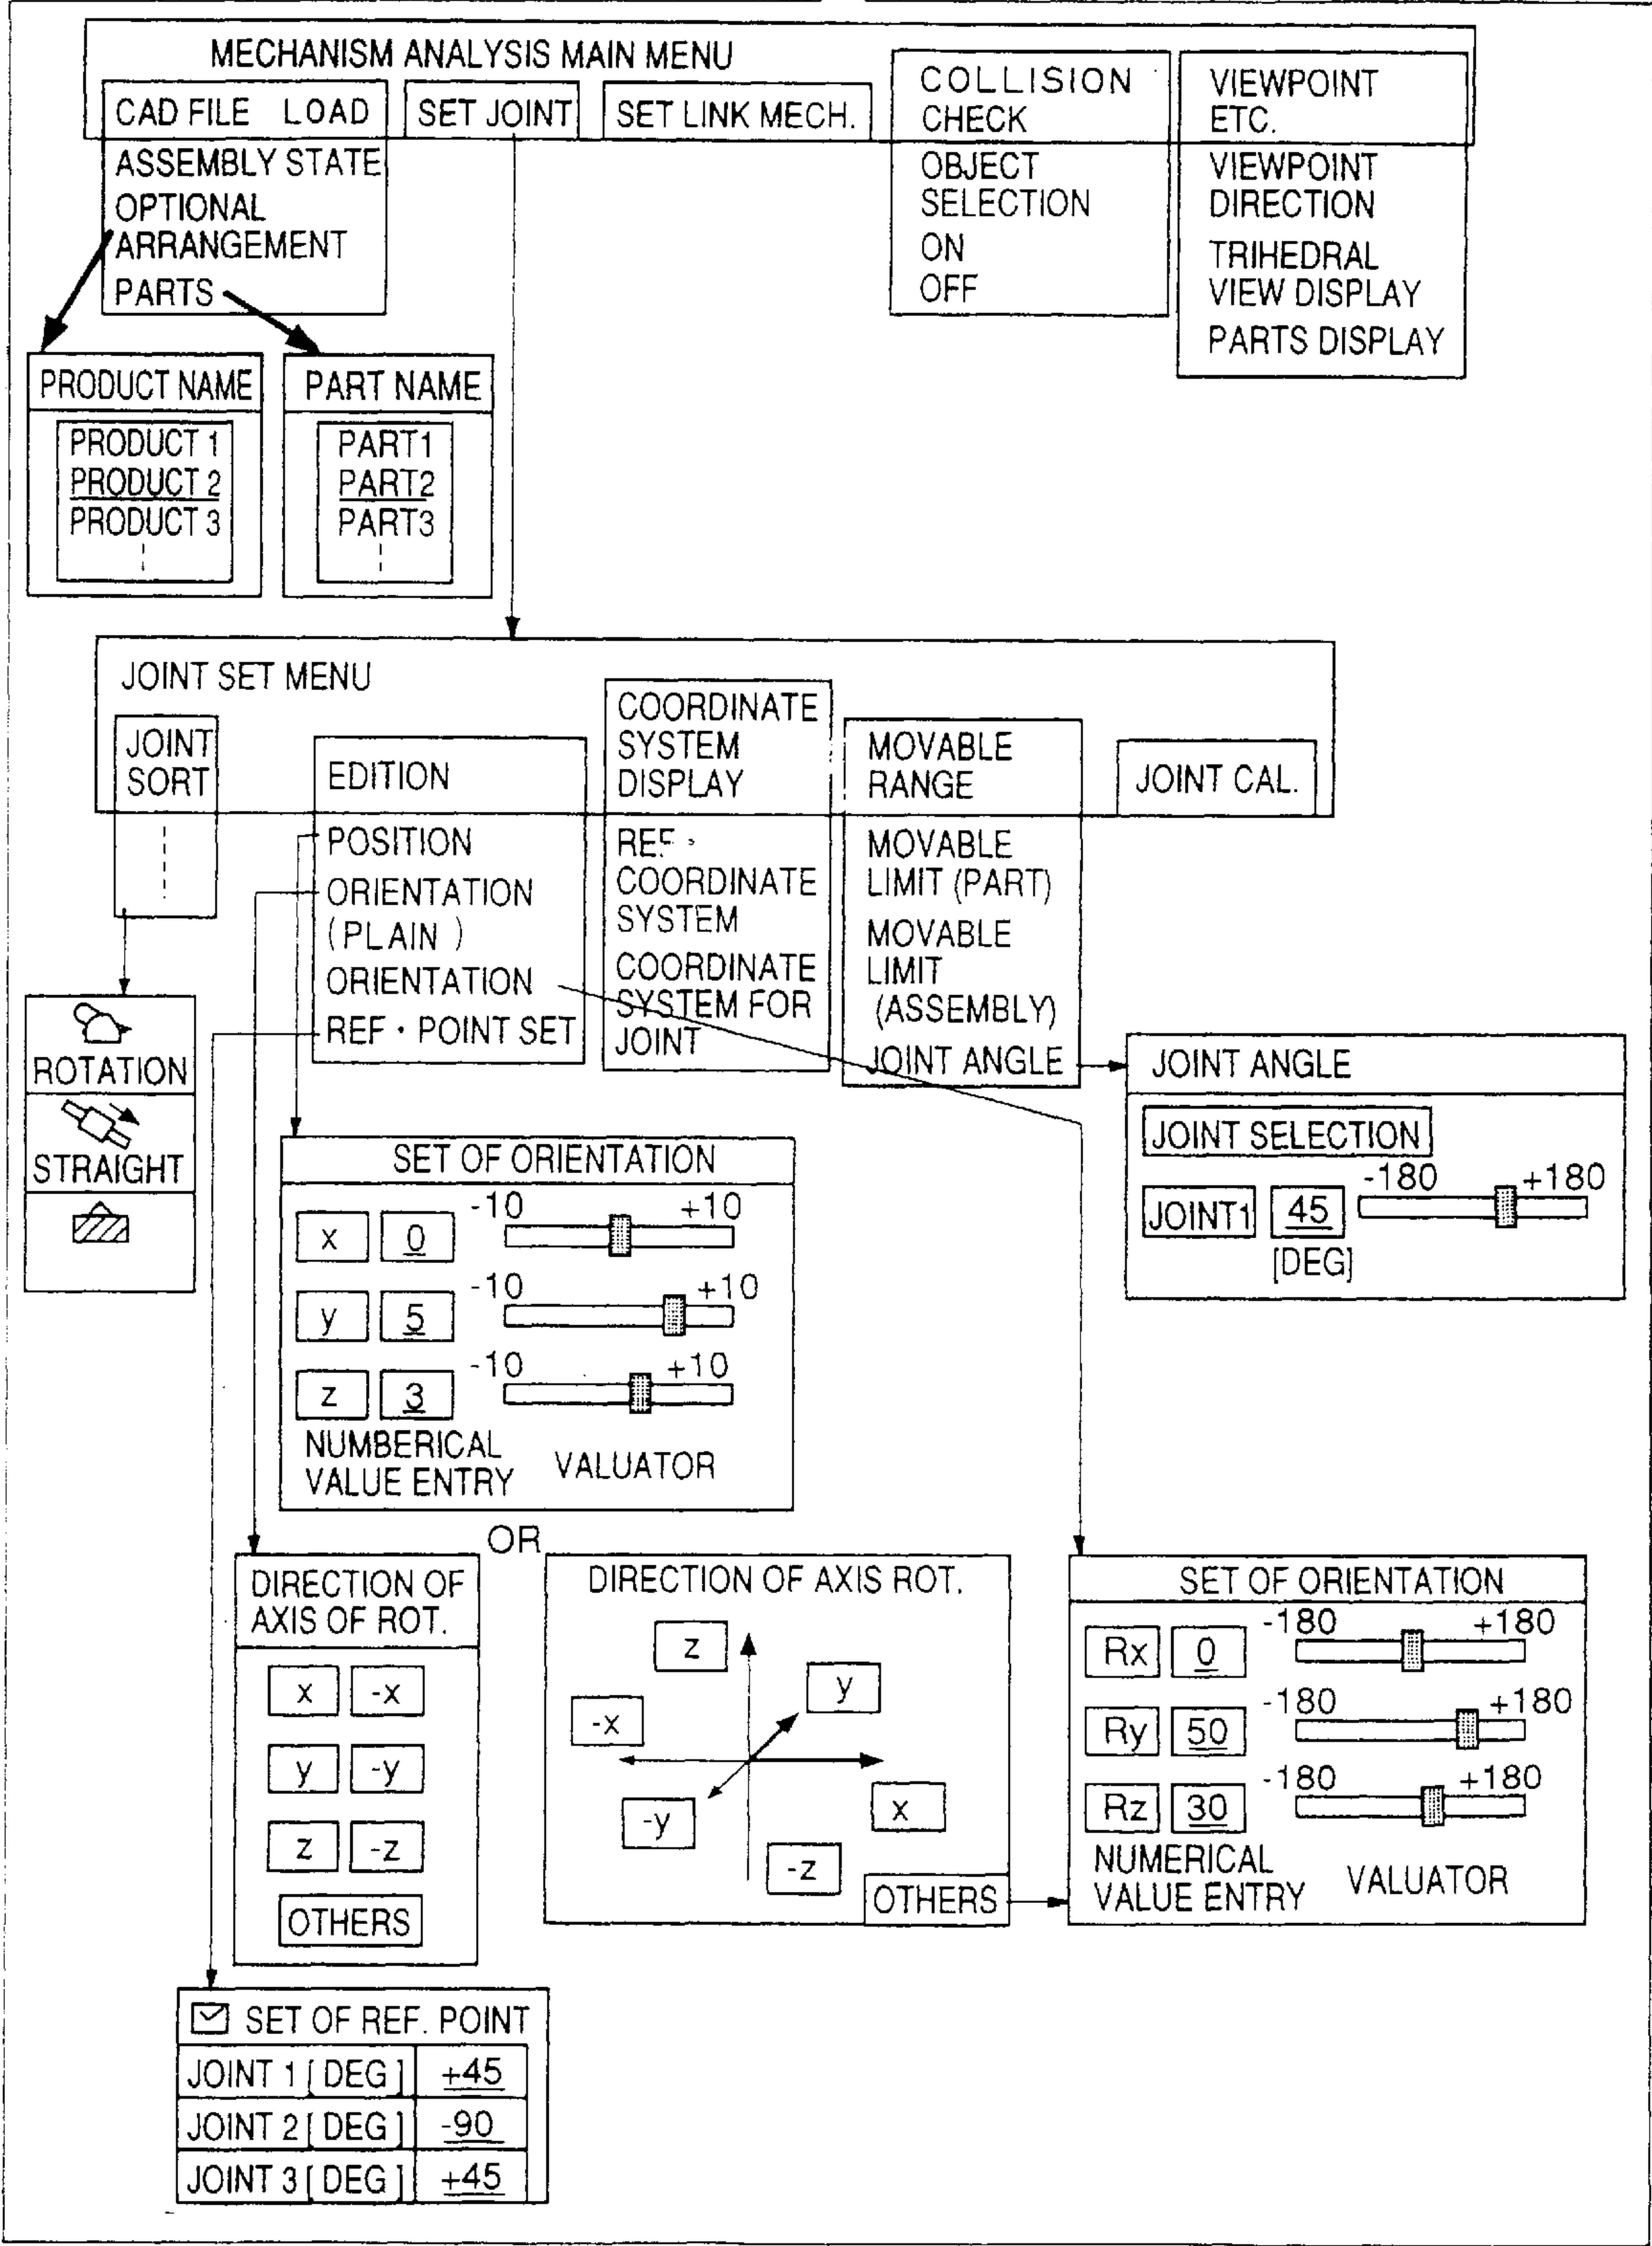 MECHANISM ANALYSIS MAIN MENU
CAD FILE LOAD
SET JOINT
SET LINK MECH.
COLLISION
CHECK
VIEWPOINT
ETC.
ASSEMBLY STATE
OPTIONAL
ARRANGEMENT
PARTS
OBJECT
SELECTION
ON
OFF
VIEWPOINT
DIRECTION
TRIHEDRAL
VIEW DISPLAY
PARTS DISPLAY
PRODUCT NAME
PRODUCT 1
PRODUCT 2
PRODUCT 3
PART NAME
PART1
PART2
PART3
JOINT SET MENU
JOINT
SORT
EDITION
COORDINATE
SYSTEM
DISPLAY
MOVABLE
RANGE
JOINT CAL.
POSITION
ORIENTATION
(PLAIN )
ORIENTATION
REF · POINT SET
REF ·
COORDINATE
SYSTEM
COORDINATE
SYSTEM FOR
JOINT
MOVABLE
LIMIT (PART)
MOVABLE
LIMIT
(ASSEMBLY)
JOINT ANGLE
ROTATION
STRAIGHT
JOINT ANGLE
JOINT SELECTION
JOINT1 45 -180 +180
[DEG]
SET OF ORIENTATION
x 0 -10 +10
y 5 -10 +10
z 3 -10 +10
NUMBERICAL
VALUE ENTRY
VALUATOR
OR
DIRECTION OF
AXIS OF ROT.
x -x
y -y
z -z
OTHERS
DIRECTION OF AXIS ROT.
z
y
-x
x
-y
-z
OTHERS
SET OF ORIENTATION
Rx 0 -180 +180
Ry 50 -180 +180
Rz 30 -180 +180
NUMERICAL
VALUE ENTRY
VALUATOR
SET OF REF. POINT
JOINT 1 [ DEG ] +45
JOINT 2 [ DEG ] -90
JOINT 3 [ DEG ] +45